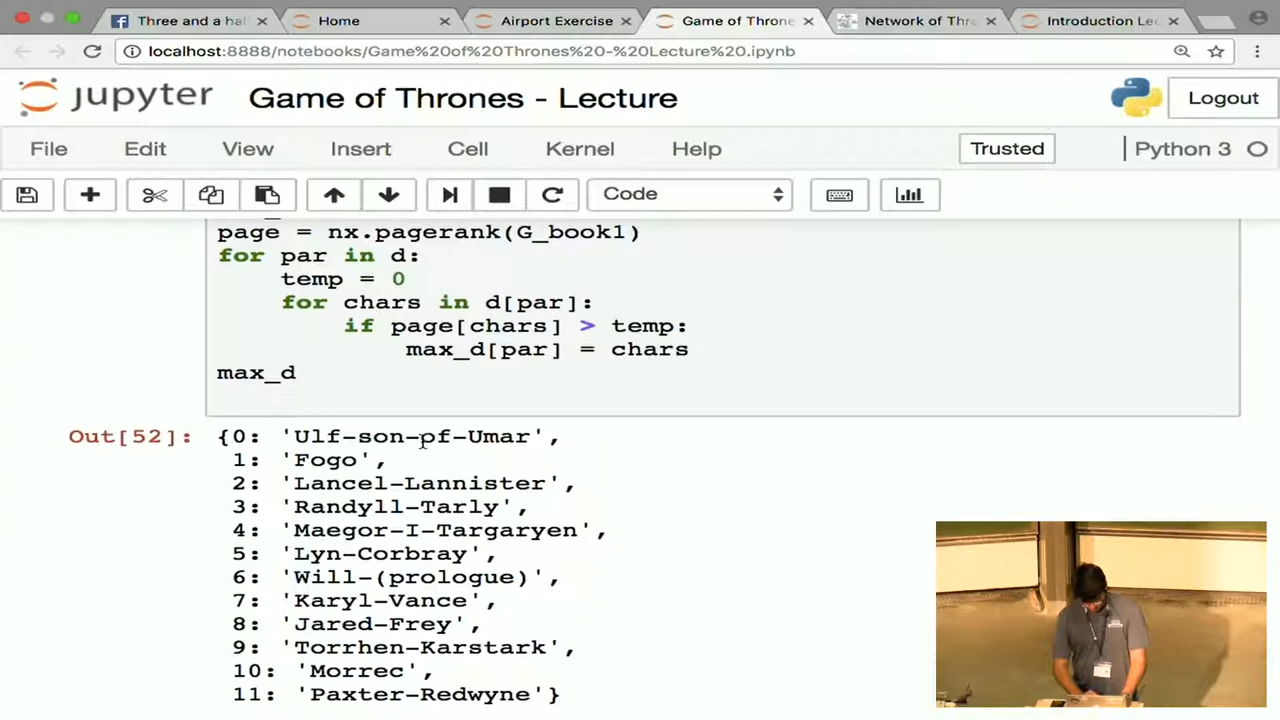 Three and a ha
Home
Airport Exercise
Game of Throne
Network of Thr
Introduction Le
localhost:8888/notebooks/Game%20of%20Thrones%20-%20Lecture%20.ipynb
jupyter
Game of Thrones - Lecture
Logout
File Edit View Insert Cell Kernel Help
Trusted
Python 3
Code
page = nx.pagerank(G_book1)
for par in d:
temp = 0
for chars in d[par]:
if page[chars] > temp:
max_d[par] = chars
max_d
Out[52]: {0: 'Ulf-son-of-Umar',
1: 'Fogo',
2: 'Lancel-Lannister',
3: 'Randyll-Tarly',
4: 'Maegor-I-Targaryen',
5: 'Lyn-Corbray',
6: 'Will-(prologue)',
7: 'Karyl-Vance',
8: 'Jared-Frey',
9: 'Torrhen-Karstark',
10: 'Morrec',
11: 'Paxter-Redwyne'}